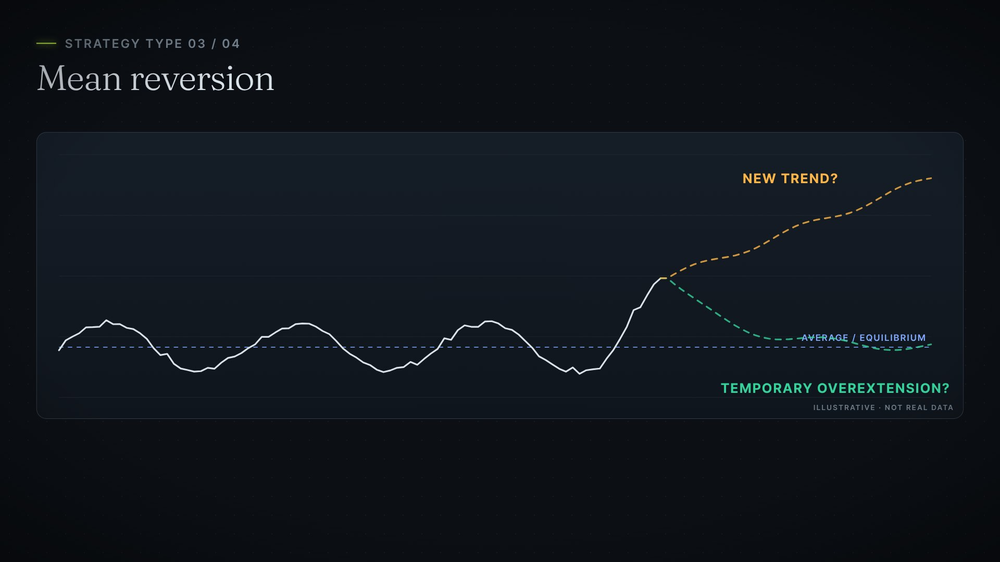 STRATEGY TYPE 03 / 04
Mean reversion
NEW TREND?
AVERAGE / EQUILIBRIUM
TEMPORARY OVEREXTENSION?
ILLUSTRATIVE · NOT REAL DATA